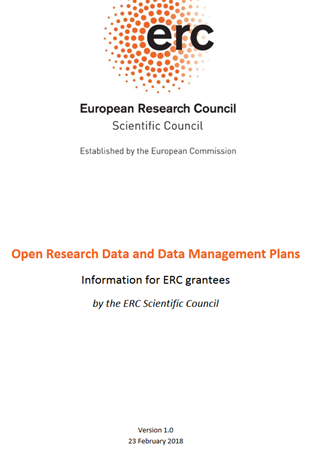 erc
European Research Council
Scientific Council
Established by the European Commission
Open Research Data and Data Management Plans
Information for ERC grantees
by the ERC Scientific Council
Version 1.0
23 February 2018